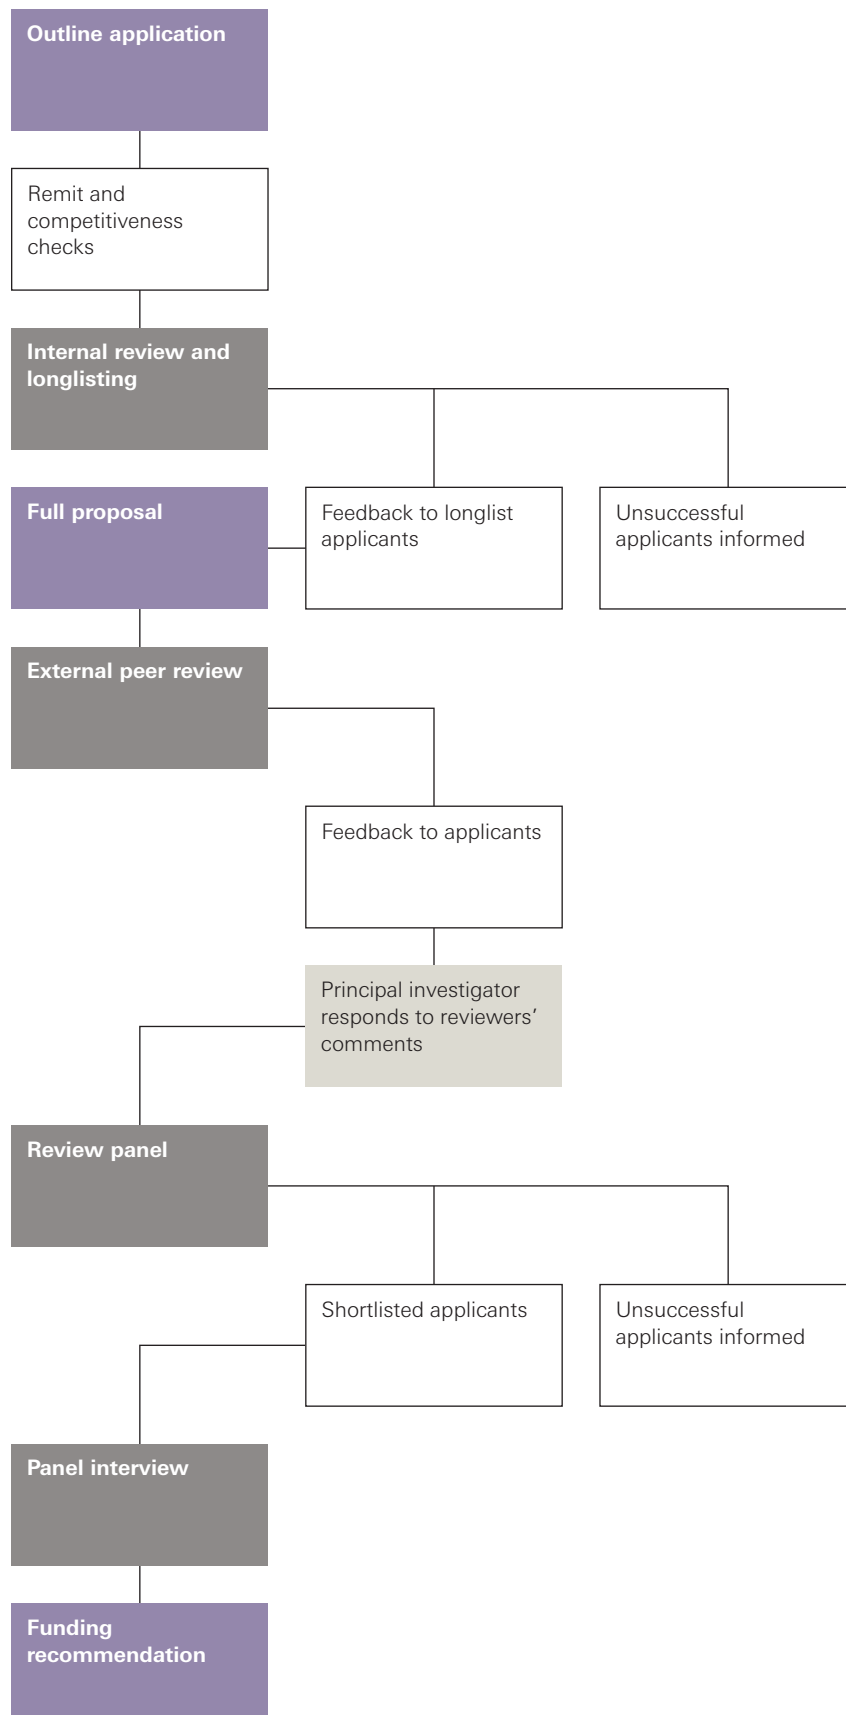 Outline application
Remit and
competitiveness
checks
Internal review and
longlisting
Full proposal
Feedback to longlist
applicants
Unsuccessful
applicants informed
External peer review
Feedback to applicants
Principal investigator
responds to reviewers’
comments
Review panel
Shortlisted applicants
Unsuccessful
applicants informed
Panel interview
Funding
recommendation